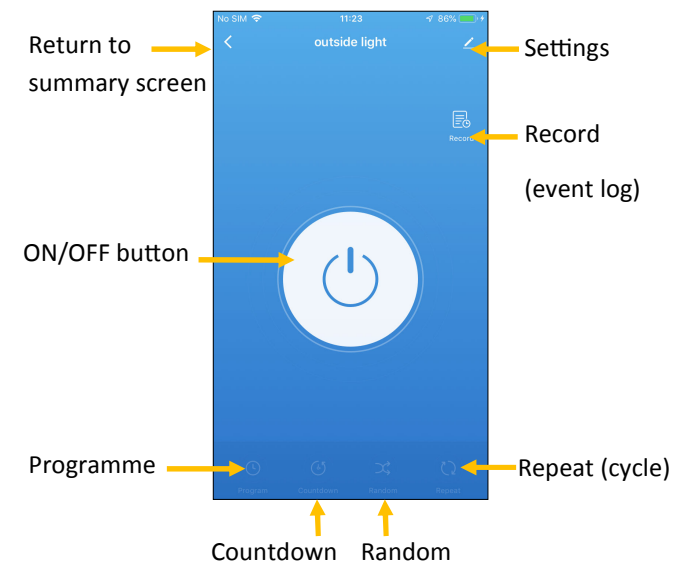 No SIM 11:23 86%
outside light
Return to
summary screen
Settings
Record
Record
(event log)
ON/OFF button
Programme
Repeat (cycle)
Program Countdown Random Repeat
Countdown Random